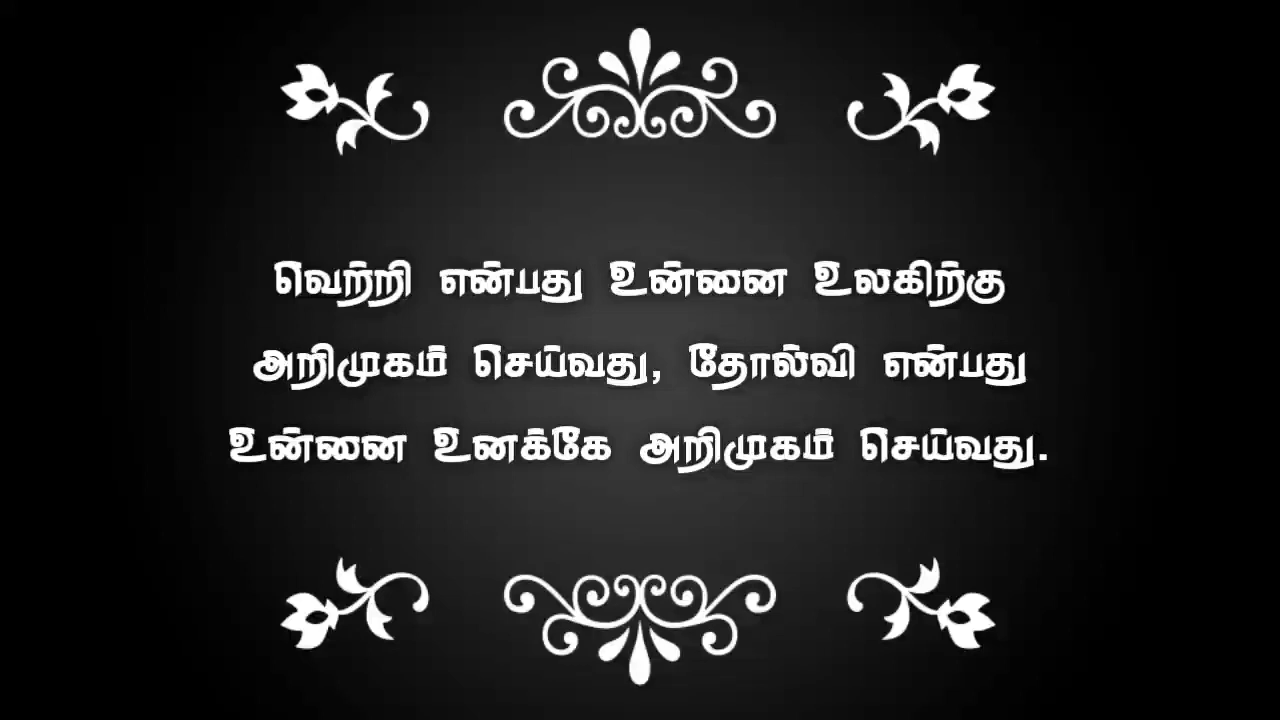 வெற்றி என்பது உன்னை உலகிற்கு
அறிமுகம் செய்வது, தோல்வி என்பது
உன்னை உனக்கே அறிமுகம் செய்வது.